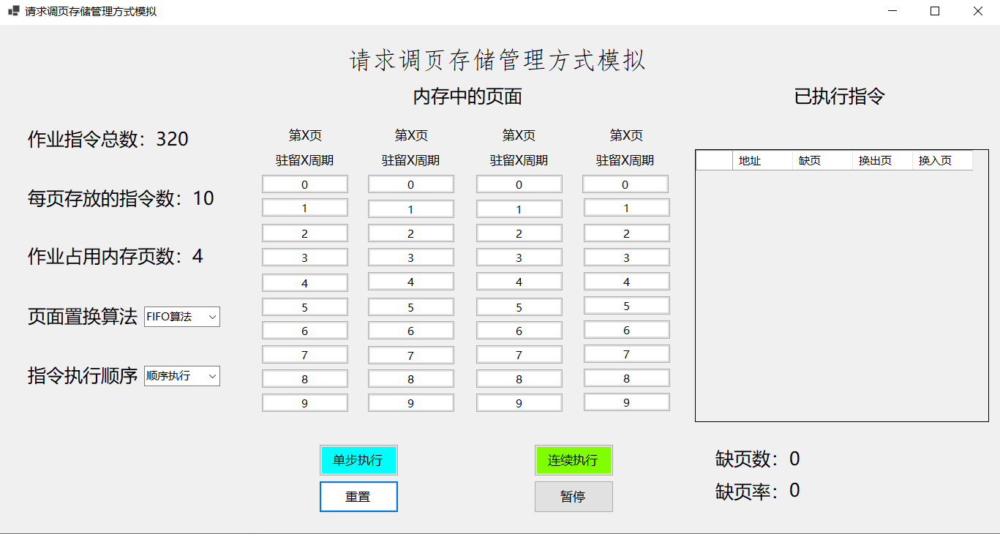 请求调页存储管理方式模拟
请求调页存储管理方式模拟
内存中的页面
已执行指令
作业指令总数：320
每页存放的指令数：10
作业占用内存页数：4
页面置换算法 FIFO算法
指令执行顺序 顺序执行
第X页 第X页 第X页 第X页
驻留X周期 驻留X周期 驻留X周期 驻留X周期
0 0 0 0
1 1 1 1
2 2 2 2
3 3 3 3
4 4 4 4
5 5 5 5
6 6 6 6
7 7 7 7
8 8 8 8
9 9 9 9
地址 缺页 换出页 换入页
单步执行 连续执行
重置 暂停
缺页数：0
缺页率：0